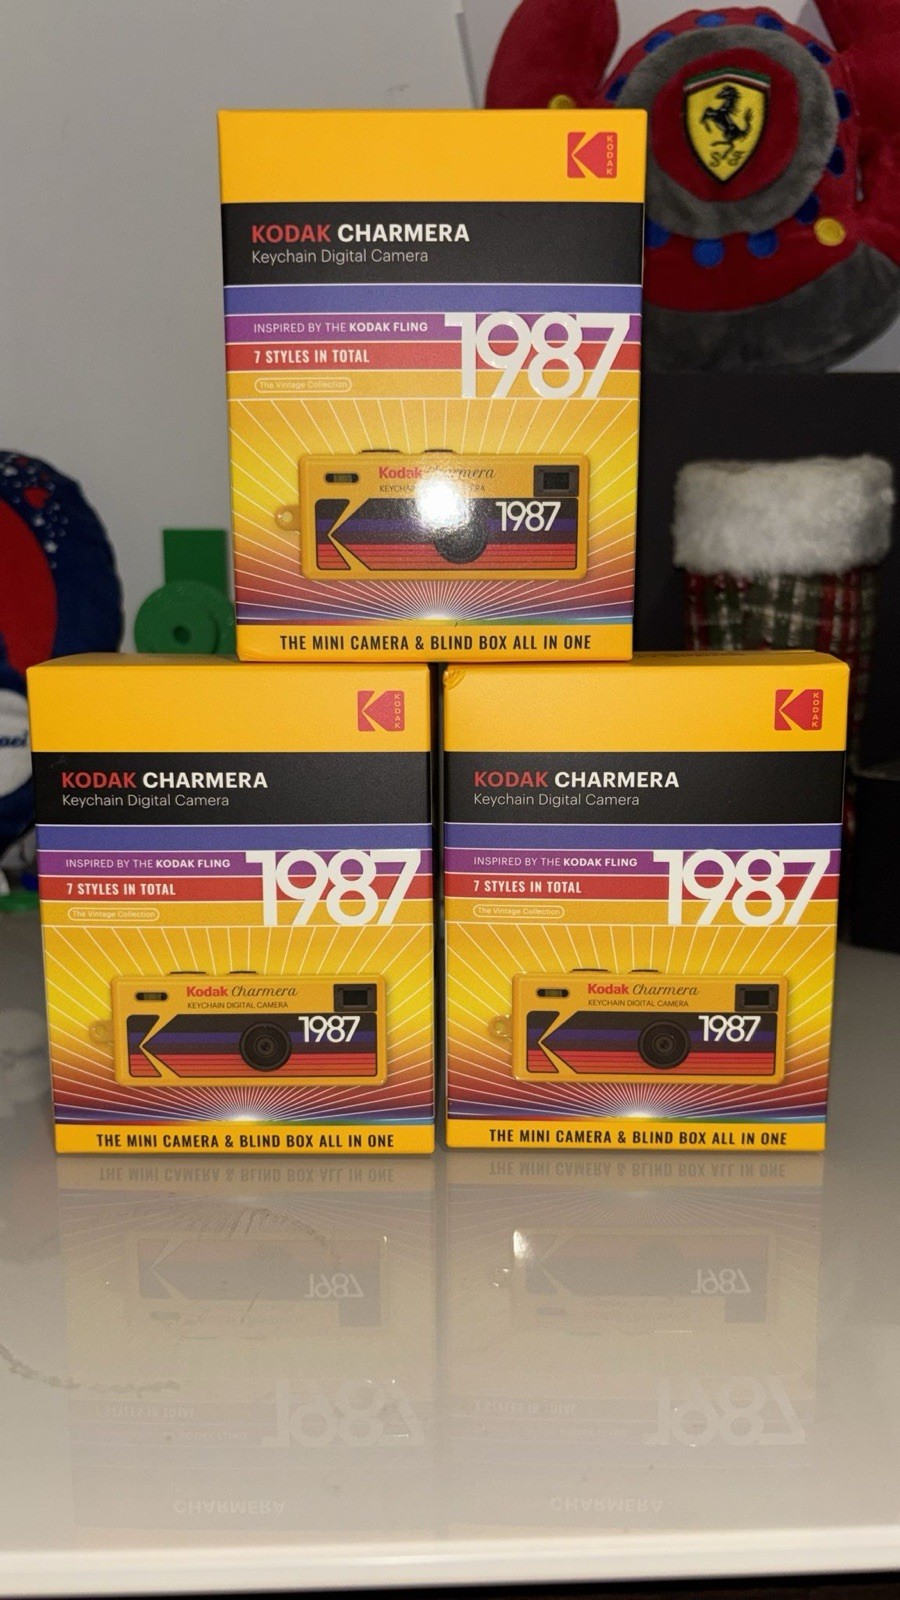 KODAK
KODAK CHARMERA
Keychain Digital Camera
INSPIRED BY THE KODAK FLING
1987
7 STYLES IN TOTAL
The Vintage Collection
Kodak Charmera
1987
THE MINI CAMERA & BLIND BOX ALL IN ONE
KODAK
KODAK CHARMERA
Keychain Digital Camera
INSPIRED BY THE KODAK FLING
1987
7 STYLES IN TOTAL
The Vintage Collection
Kodak Charmera
KEYCHAIN DIGITAL CAMERA
1987
THE MINI CAMERA & BLIND BOX ALL IN ONE
KODAK
KODAK CHARMERA
Keychain Digital Camera
INSPIRED BY THE KODAK FLING
1987
7 STYLES IN TOTAL
The Vintage Collection
Kodak Charmera
KEYCHAIN DIGITAL CAMERA
1987
THE MINI CAMERA & BLIND BOX ALL IN ONE